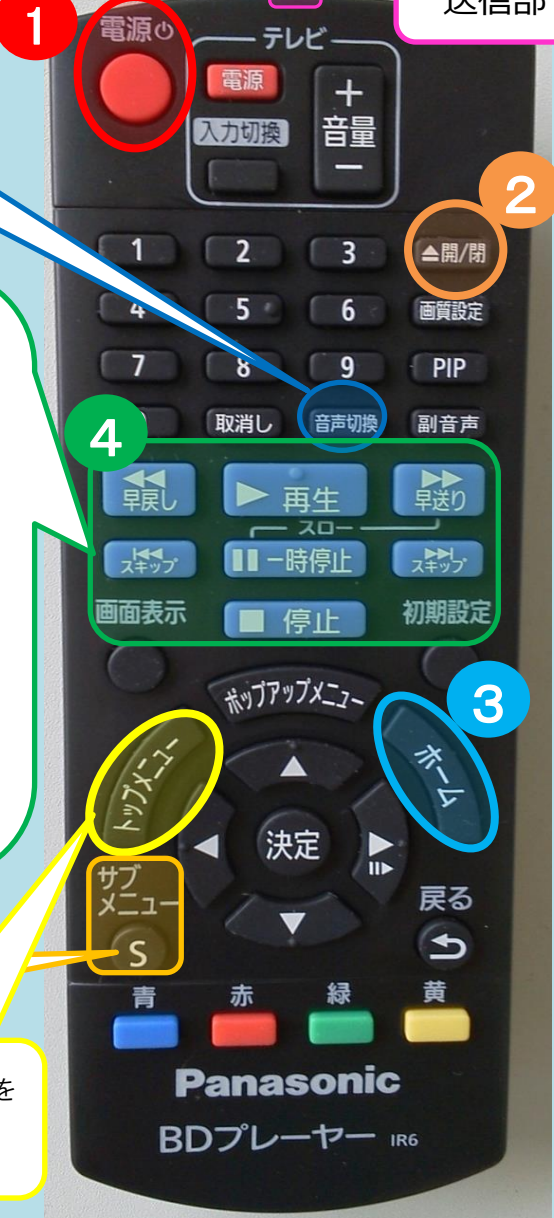 送信部
1
電源
テレビ
電源
＋
入力切換
音量
－
2
1
2
3
▲開/閉
4
5
6
画質設定
7
8
9
PIP
取消し
音声切換
副音声
4
◀◀
早戻し
▶ 再生
▶▶
早送り
スロー
⏮
スキップ
⏸ 一時停止
⏭
スキップ
画面表示
■ 停止
初期設定
ポップアップメニュー
3
トップメニュー
ホーム
▲
◀
決定
▶
サブ
メニュー
戻る
S
▼
青
赤
緑
黄
を
Panasonic
BDプレーヤー IR6